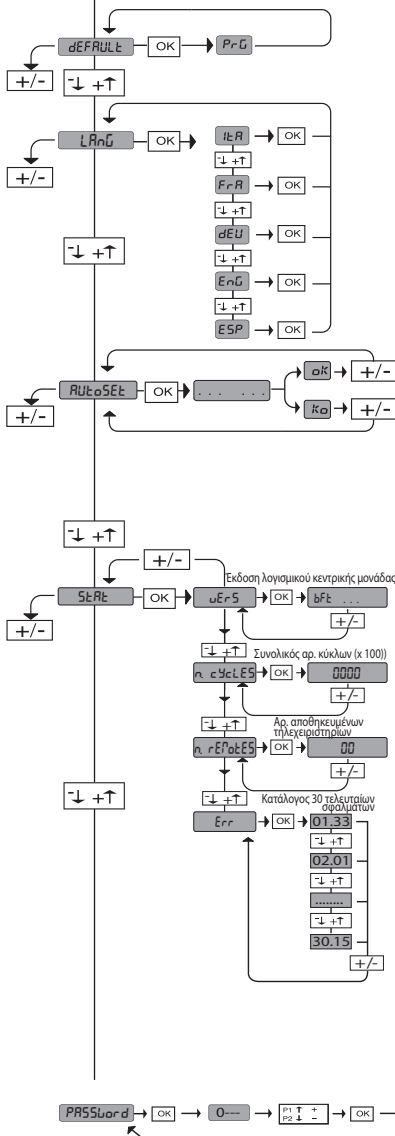 dEFAULt OK PrG
+/- -↓ +↑
LAnG OK ItA OK
-↓ +↑
+/- FrA OK
-↓ +↑
-↓ +↑ dEU OK
-↓ +↑
EnG OK
-↓ +↑
ESP OK
oK +/-
AUtoSEt OK . . . . . .
+/- Ko +/-
-↓ +↑
+/-
Έκδοση λογισμικού κεντρικής μονάδας
StAt OK vErS OK bFt ...
+/- +/-
-↓ +↑ Συνολικός αρ. κύκλων (x 100))
n. cYcLES OK 0000
+/-
-↓ +↑ Αρ. αποθηκευμένων
τηλεχειριστηρίων
n. rEMotES OK 00
+/-
-↓ +↑ -↓ +↑ Κατάλογος 30 τελευταίων
σφαλμάτων
Err OK 01.33
-↓ +↑
02.01
-↓ +↑
........
-↓ +↑
30.15
+/-
PASSword OK 0--- P1 ↑ + OK
P2 ↓ -